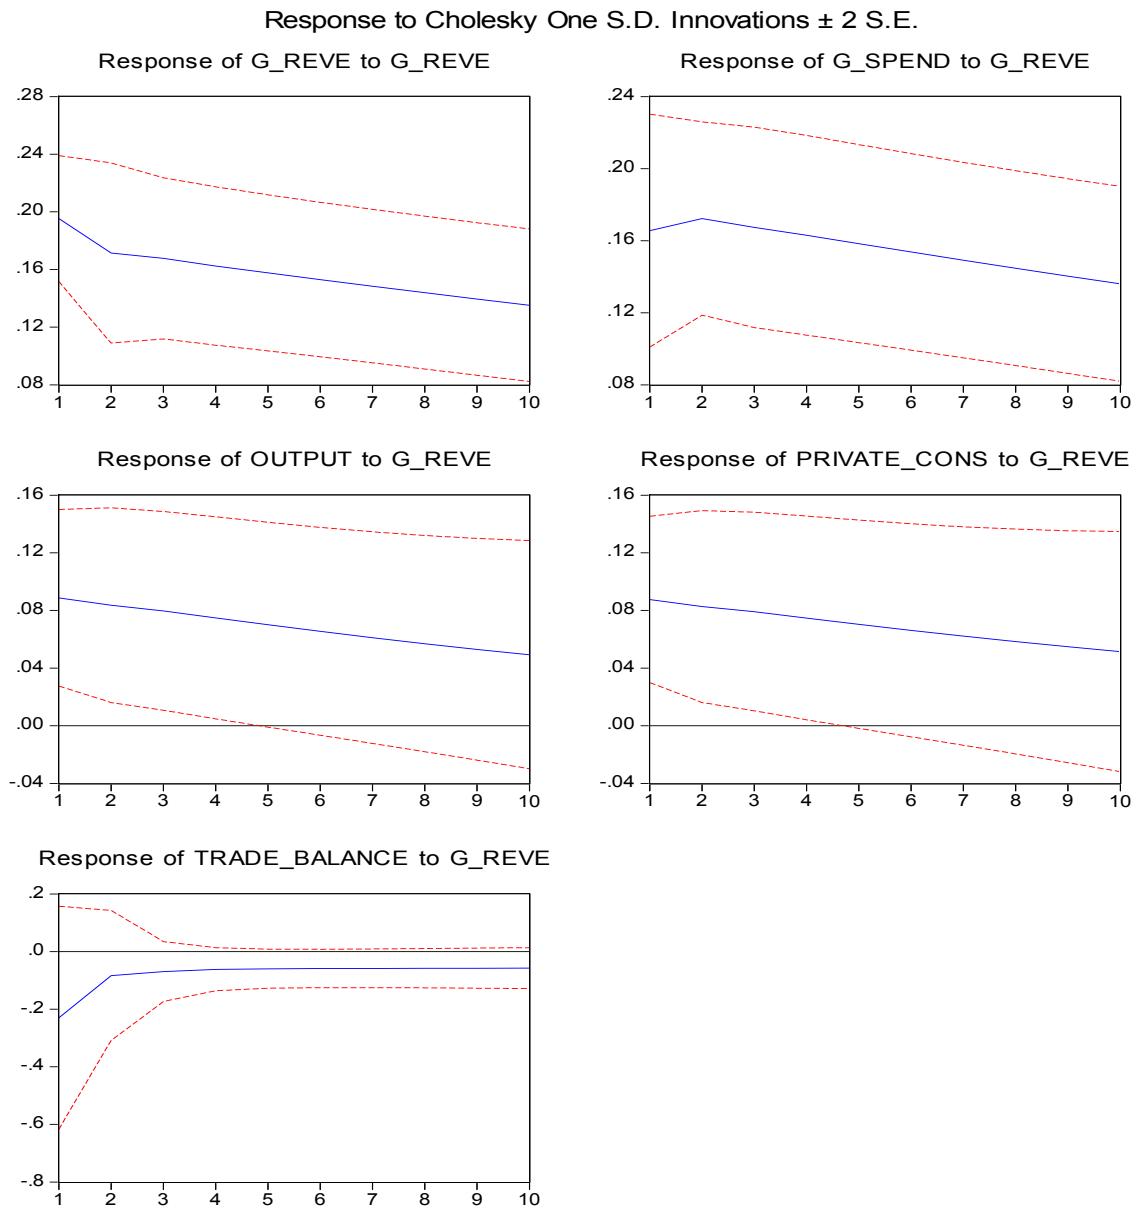 Response to Cholesky One S.D. Innovations ± 2 S.E.
Response of G_REVE to G_REVE
.28
.24
.20
.16
.12
.08
1 2 3 4 5 6 7 8 9 10
Response of G_SPEND to G_REVE
.24
.20
.16
.12
.08
1 2 3 4 5 6 7 8 9 10
Response of OUTPUT to G_REVE
.16
.12
.08
.04
.00
-.04
1 2 3 4 5 6 7 8 9 10
Response of PRIVATE_CONS to G_REVE
.16
.12
.08
.04
.00
-.04
1 2 3 4 5 6 7 8 9 10
Response of TRADE_BALANCE to G_REVE
.2
.0
-.2
-.4
-.6
-.8
1 2 3 4 5 6 7 8 9 10